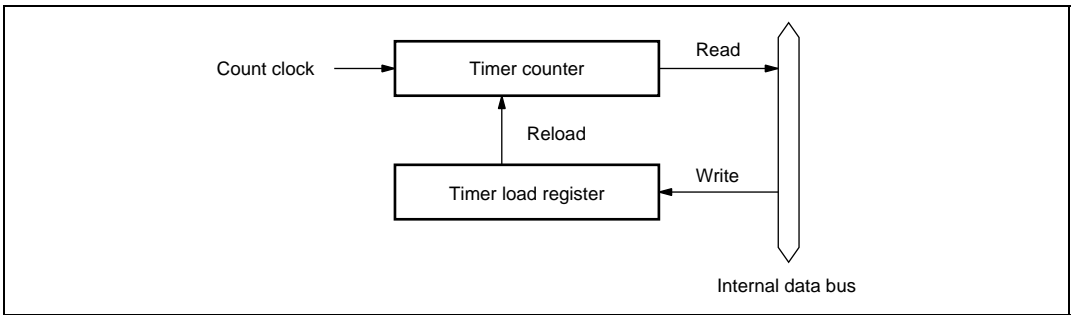 Read
Count clock
Timer counter
Reload
Write
Timer load register
Internal data bus